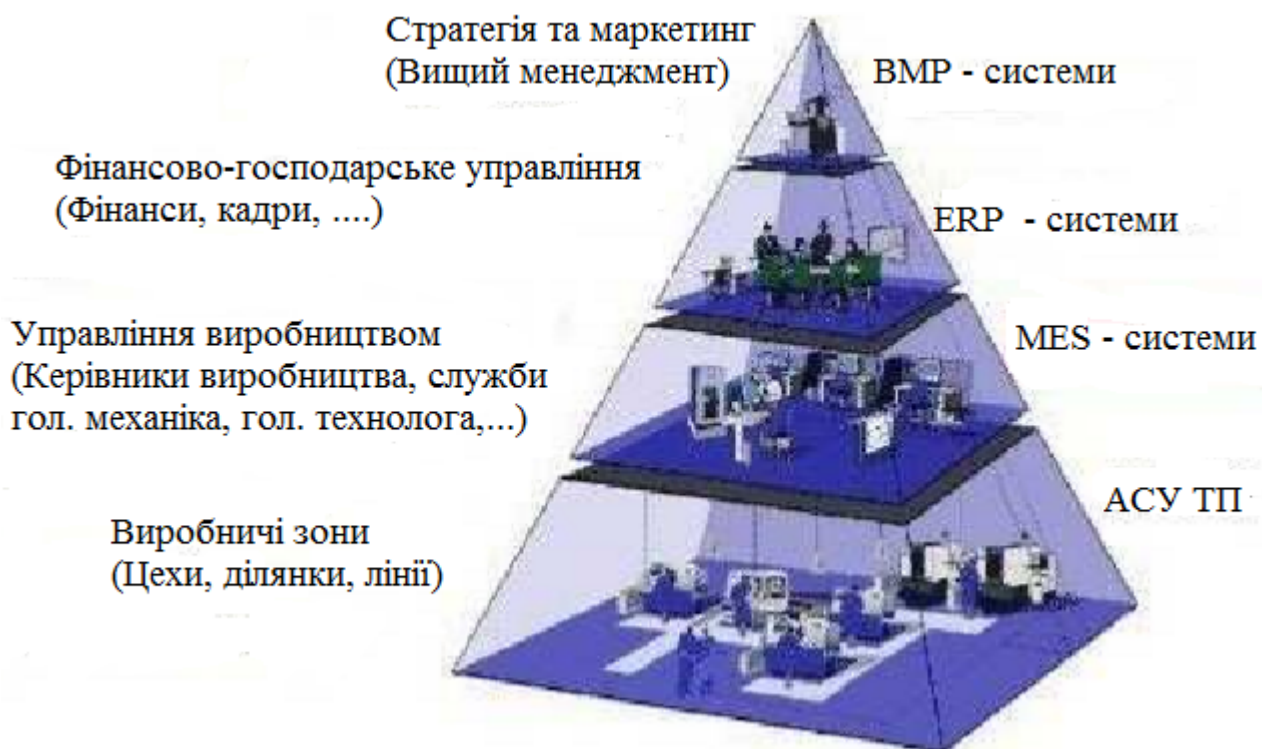 Стратегія та маркетинг
(Вищий менеджмент)
BMP - системи
Фінансово-господарське управління
(Фінанси, кадри, ....)
ERP - системи
Управління виробництвом
(Керівники виробництва, служби
гол. механіка, гол. технолога,...)
MES - системи
Виробничі зони
(Цехи, ділянки, лінії)
АСУ ТП